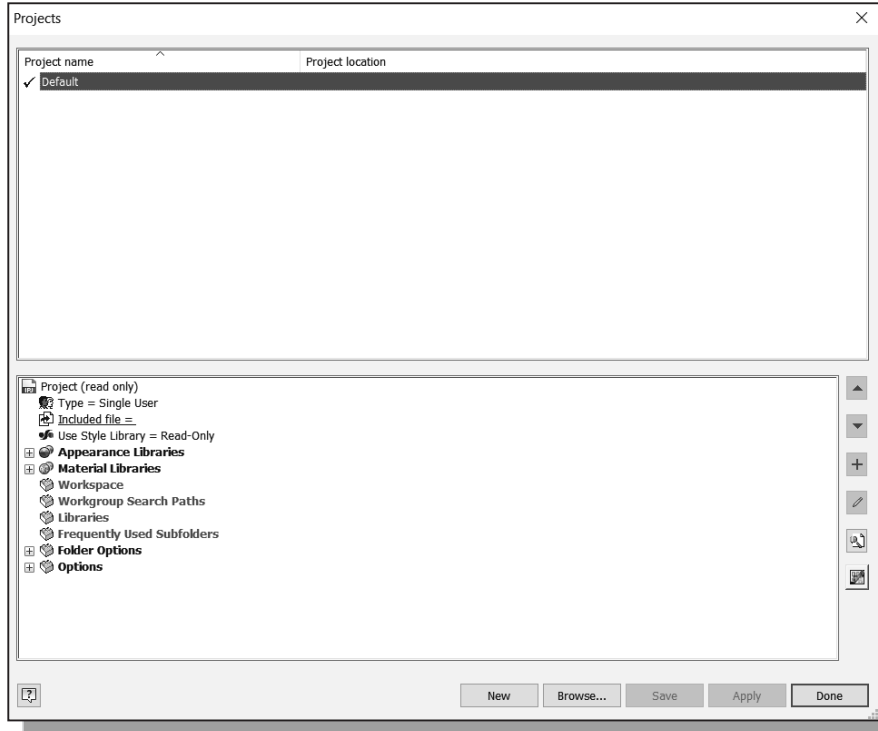 Projects
Project name Project location
Default
Project (read only)
Type = Single User
Included file =
Use Style Library = Read-Only
Appearance Libraries
Material Libraries
Workspace
Workgroup Search Paths
Libraries
Frequently Used Subfolders
Folder Options
Options
New Browse... Save Apply Done